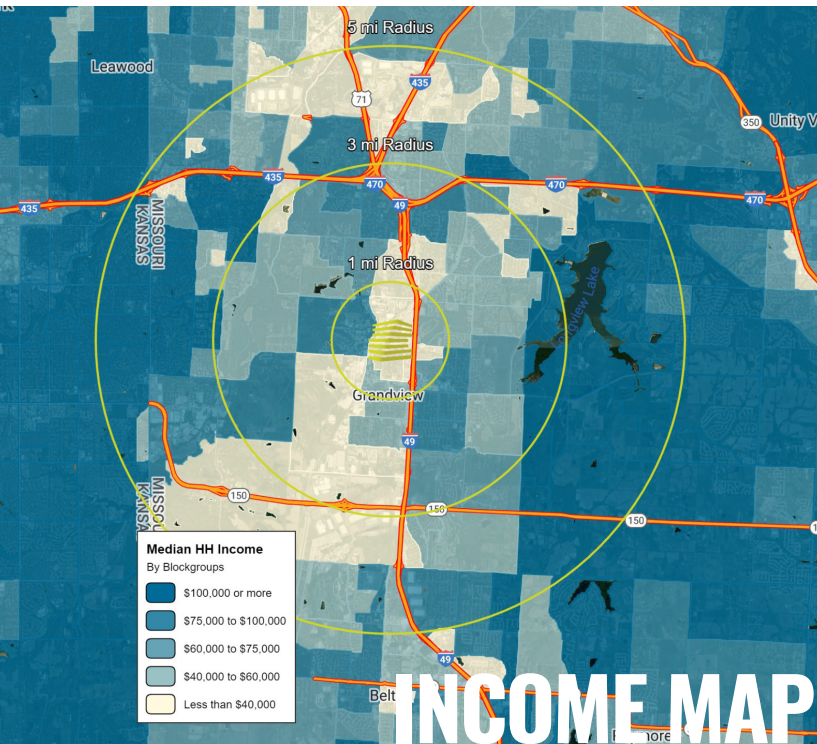 5 mi Radius
Leawood
435
71
350
Unity V
3 mi Radius
435
470
470
470
49
435
MISSOURI
KANSAS
1 mi Radius
Grandview
49
150
150
150
MISSOU
KANSA
Median HH Income
By Blockgroups
$100,000 or more
$75,000 to $100,000
$60,000 to $75,000
$40,000 to $60,000
Less than $40,000
49
Belt
INCOME MAP